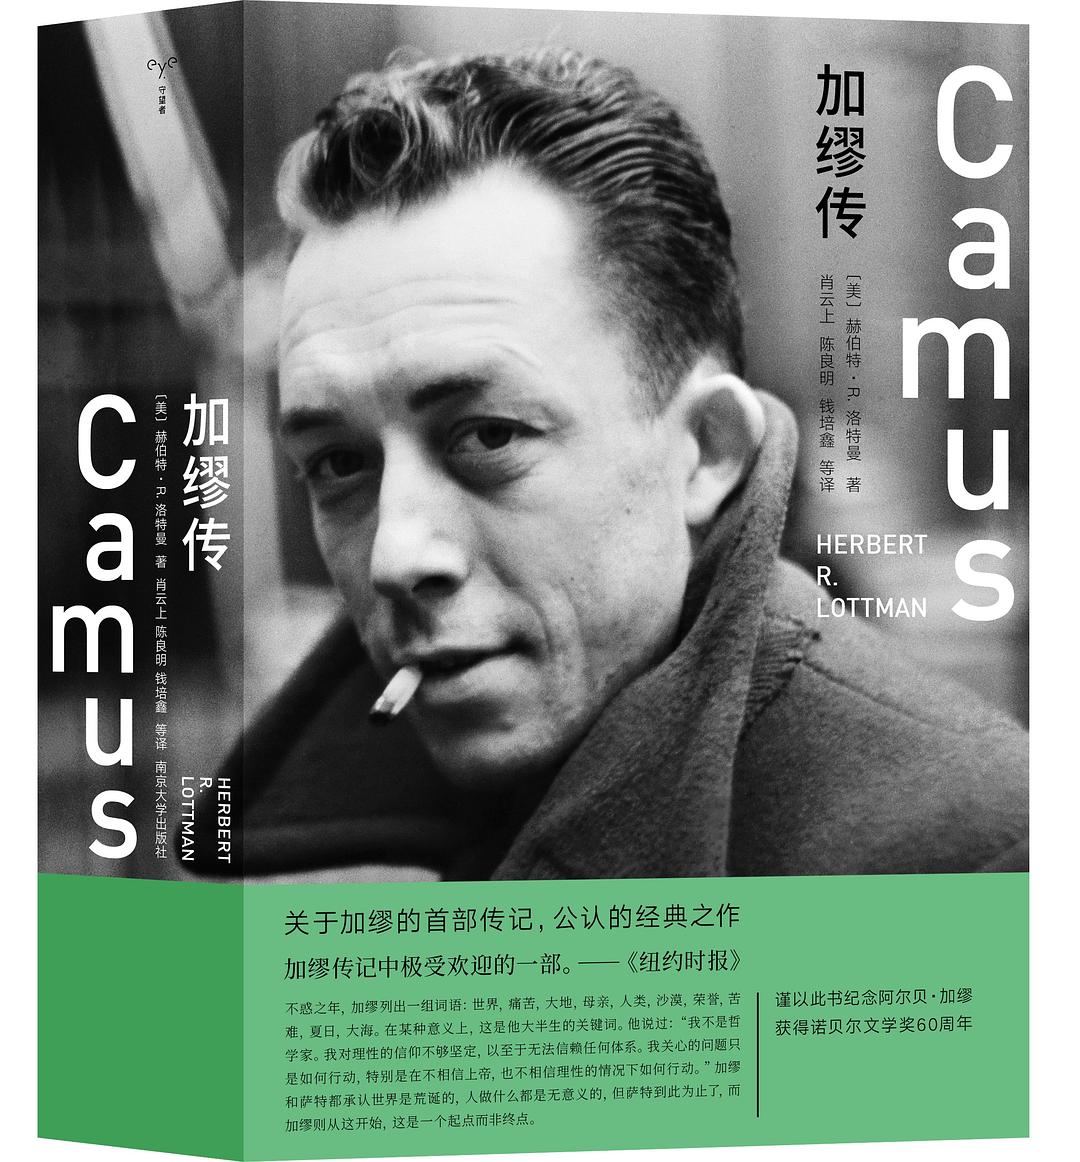 eye
守望者
Camus
加缪传
[美] 赫伯特·R. 洛特曼 著 肖云上 陈良明 钱培鑫 等译 南京大学出版社
HERBERT
R.
LOTTMAN
Camus
加缪传
[美] 赫伯特·R. 洛特曼 著
肖云上 陈良明 钱培鑫 等译
HERBERT
R.
LOTTMAN
关于加缪的首部传记，公认的经典之作
加缪传记中极受欢迎的一部。——《纽约时报》
不惑之年，加缪列出一组词语：世界，痛苦，大地，母亲，人类，沙漠，荣誉，苦
难，夏日，大海。在某种意义上，这是他大半生的关键词。他说过：“我不是哲
学家。我对理性的信仰不够坚定，以至于无法信赖任何体系。我关心的问题只
是如何行动，特别是在不相信上帝，也不相信理性的情况下如何行动。”加缪
和萨特都承认世界是荒诞的，人做什么都是无意义的，但萨特到此为止了，而
加缪则从这开始，这是一个起点而非终点。
谨以此书纪念阿尔贝·加缪
获得诺贝尔文学奖60周年